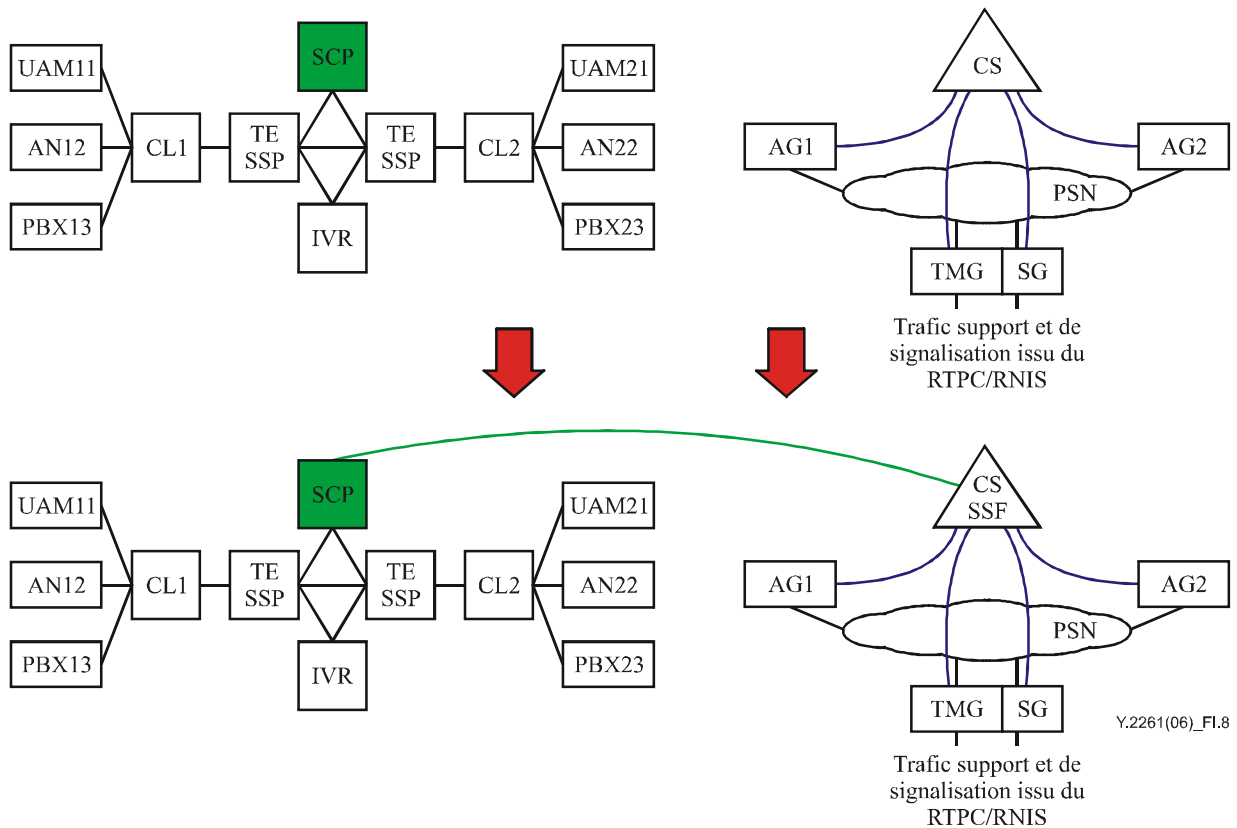 SCP
UAM11
UAM21
CS
AN12
CL1
TE
SSP
TE
SSP
CL2
AN22
AG1
AG2
PSN
PBX13
IVR
PBX23
TMG
SG
Trafic support et de
signalisation issu du
RTPC/RNIS
SCP
UAM11
UAM21
CS
SSF
AN12
CL1
TE
SSP
TE
SSP
CL2
AN22
AG1
AG2
PSN
PBX13
IVR
PBX23
TMG
SG
Y.2261(06)_FI.8
Trafic support et de
signalisation issu du
RTPC/RNIS